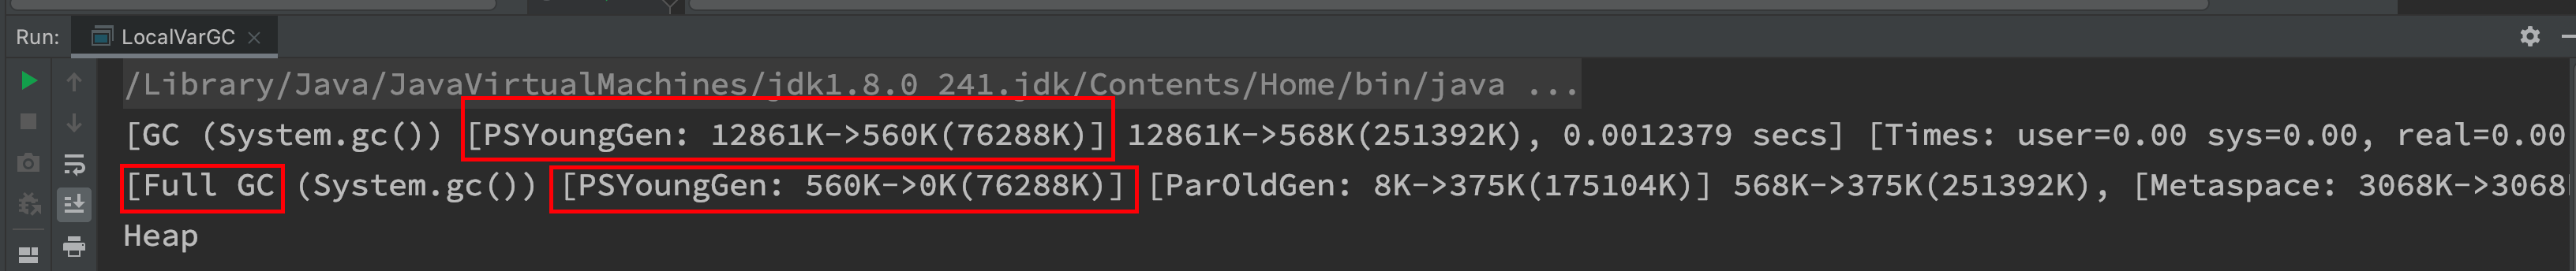 Run: LocalVarGC
/Library/Java/JavaVirtualMachines/jdk1.8.0_241.jdk/Contents/Home/bin/java ...
[GC (System.gc()) [PSYoungGen: 12861K->560K(76288K)] 12861K->568K(251392K), 0.0012379 secs] [Times: user=0.00 sys=0.00, real=0.00
[Full GC (System.gc()) [PSYoungGen: 560K->0K(76288K)] [ParOldGen: 8K->375K(175104K)] 568K->375K(251392K), [Metaspace: 3068K->3068
Heap